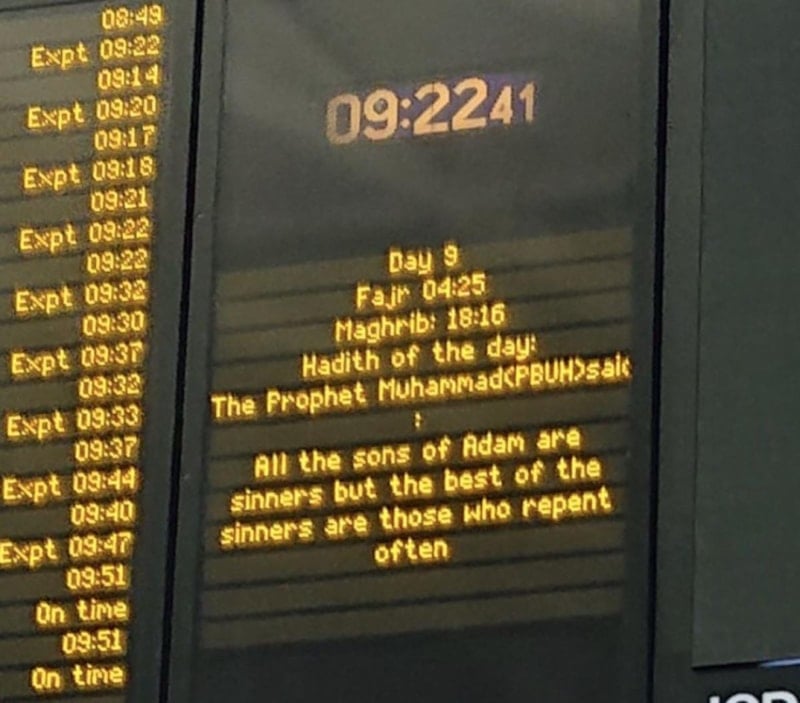 08:49
Expt 09:22
09:14
Expt 09:20
09:17
Expt 09:18
09:21
Expt 09:22
09:22
Expt 09:32
09:30
Expt 09:37
09:32
Expt 09:33
09:37
Expt 09:44
09:40
Expt 09:47
09:51
On time
09:51
On time
09:2241
Day 9
Fajr 04:25
Maghrib: 18:16
Hadith of the day:
The Prophet Muhammad(PBUH)said
:
All the sons of Adam are
sinners but the best of the
sinners are those who repent
often